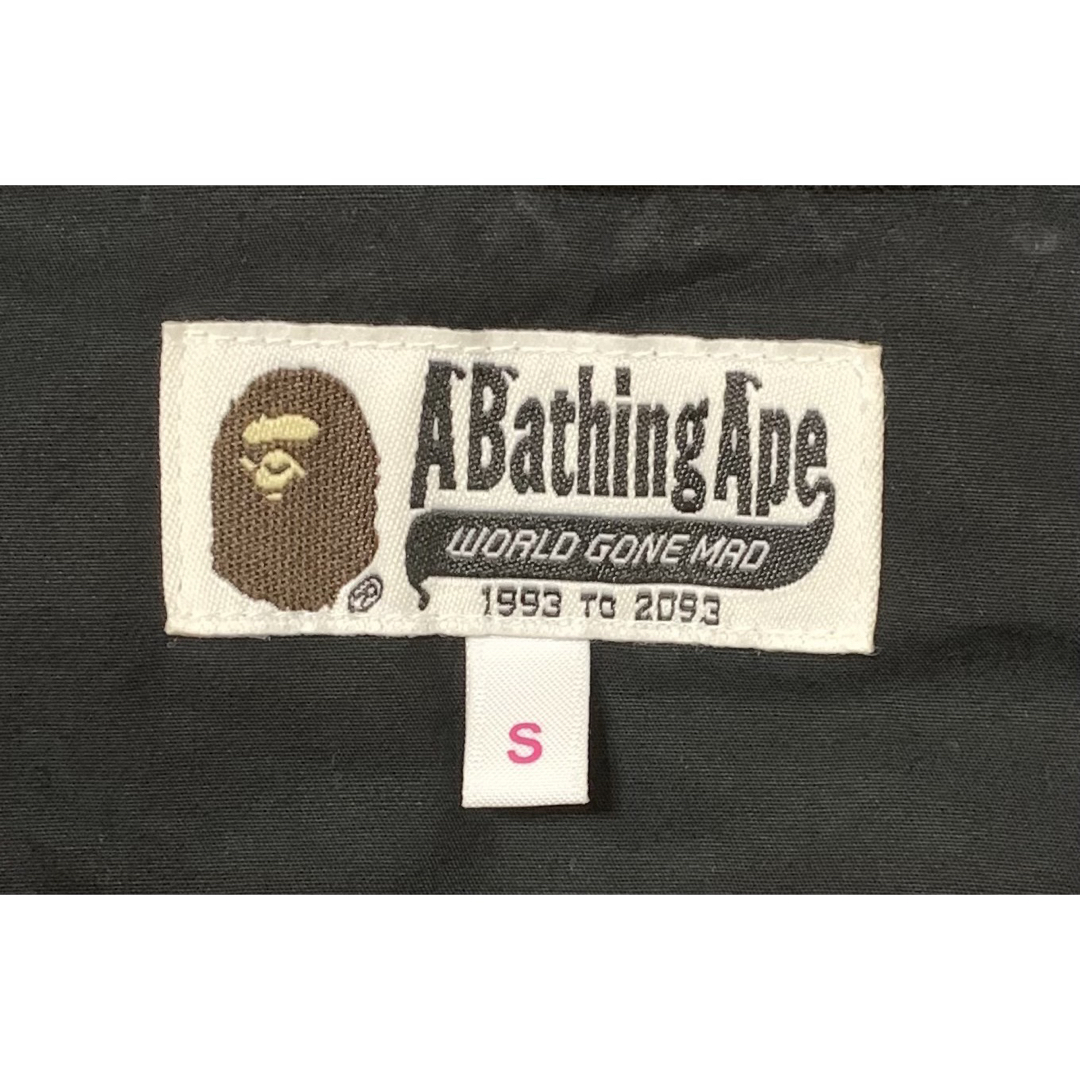 A Bathing Ape
WORLD GONE MAD
1993 TO 2093
®
S